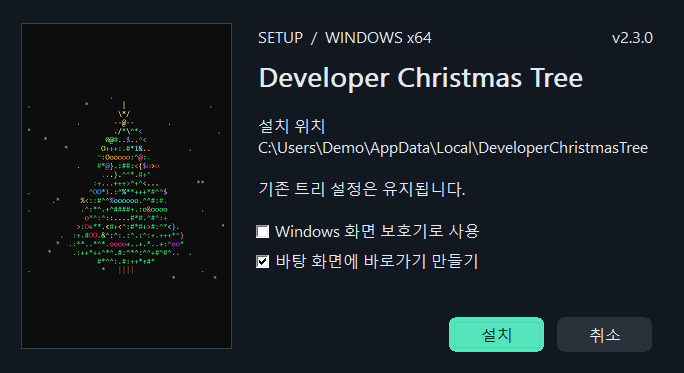 SETUP / WINDOWS x64
v2.3.0
Developer Christmas Tree
설치 위치
C:\Users\Demo\AppData\Local\DeveloperChristmasTree
기존 트리 설정은 유지됩니다.
Windows 화면 보호기로 사용
바탕 화면에 바로가기 만들기
설치
취소